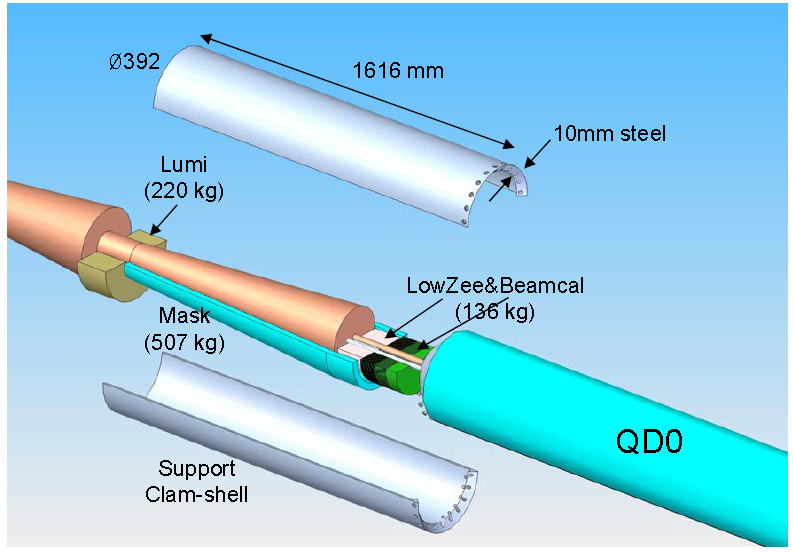 Ø392
1616 mm
10mm steel
Lumi
(220 kg)
LowZee&Beamcal
(136 kg)
Mask
(507 kg)
QD0
Support
Clam-shell